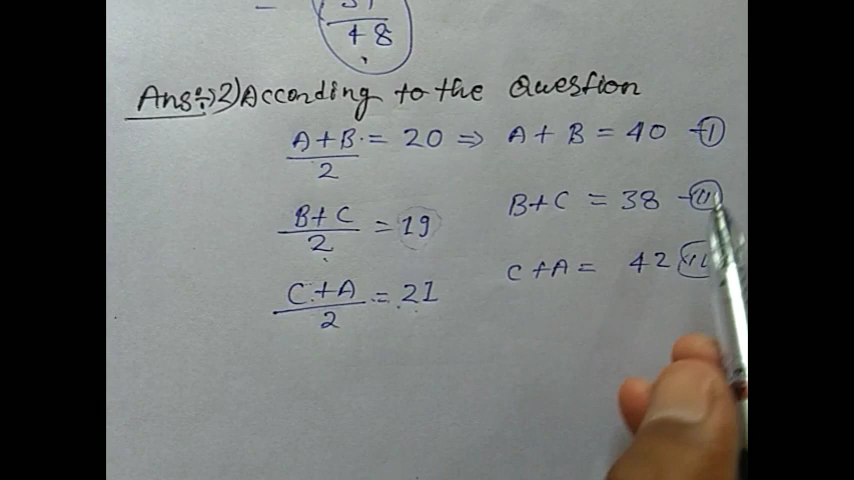 48
Ans:→2) According to the Question
A+B/2 = 20 ⇒ A+B = 40 -(I)
B+C/2 = 19 B+C = 38 -(II)
C+A/2 = 21 C+A = 42